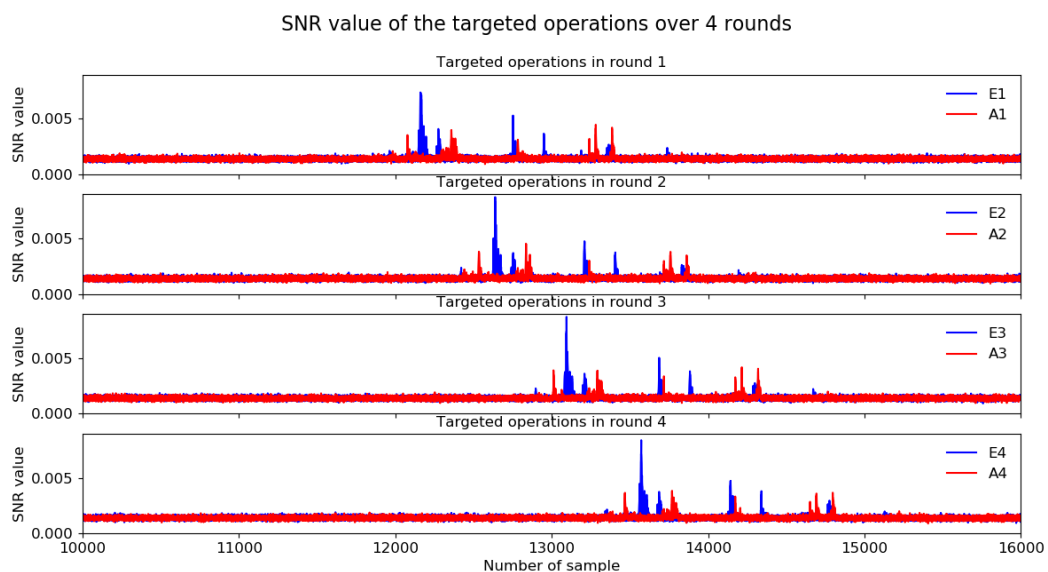 SNR value of the targeted operations over 4 rounds
Targeted operations in round 1
SNR value
0.005
0.000
E1
A1
Targeted operations in round 2
SNR value
0.005
0.000
E2
A2
Targeted operations in round 3
SNR value
0.005
0.000
E3
A3
Targeted operations in round 4
SNR value
0.005
0.000
E4
A4
10000 11000 12000 13000 14000 15000 16000
Number of sample